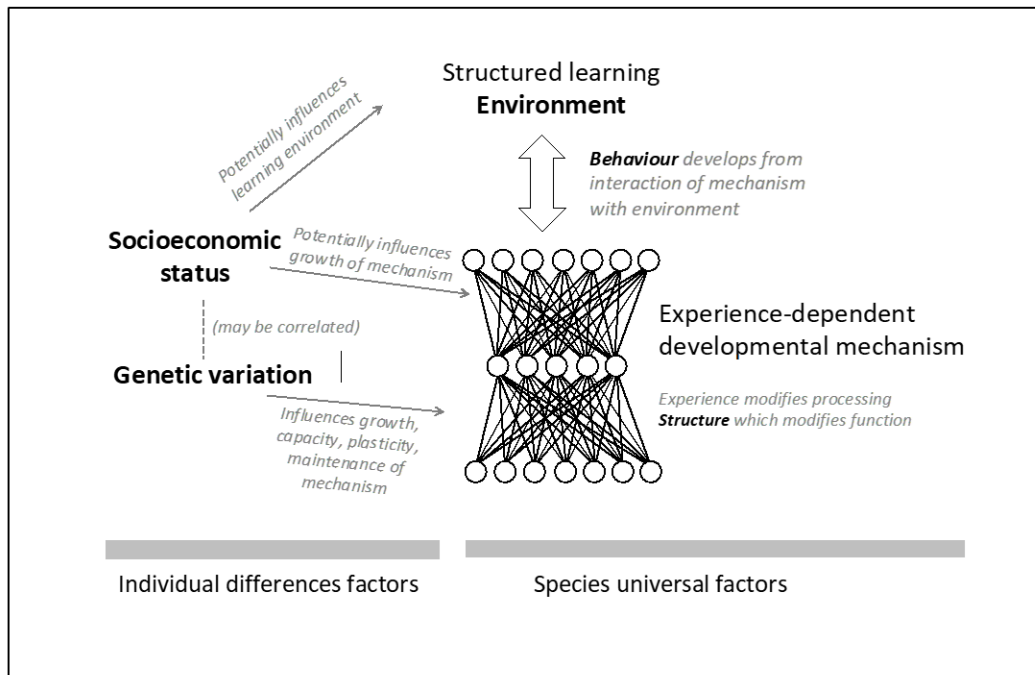 Structured learning
Environment
Potentially influences
learning environment
Behaviour develops from
interaction of mechanism
with environment
Socioeconomic
status
Potentially influences
growth of mechanism
(may be correlated)
Genetic variation
Influences growth,
capacity, plasticity,
maintenance of
mechanism
Experience-dependent
developmental mechanism
Experience modifies processing
Structure which modifies function
Individual differences factors
Species universal factors